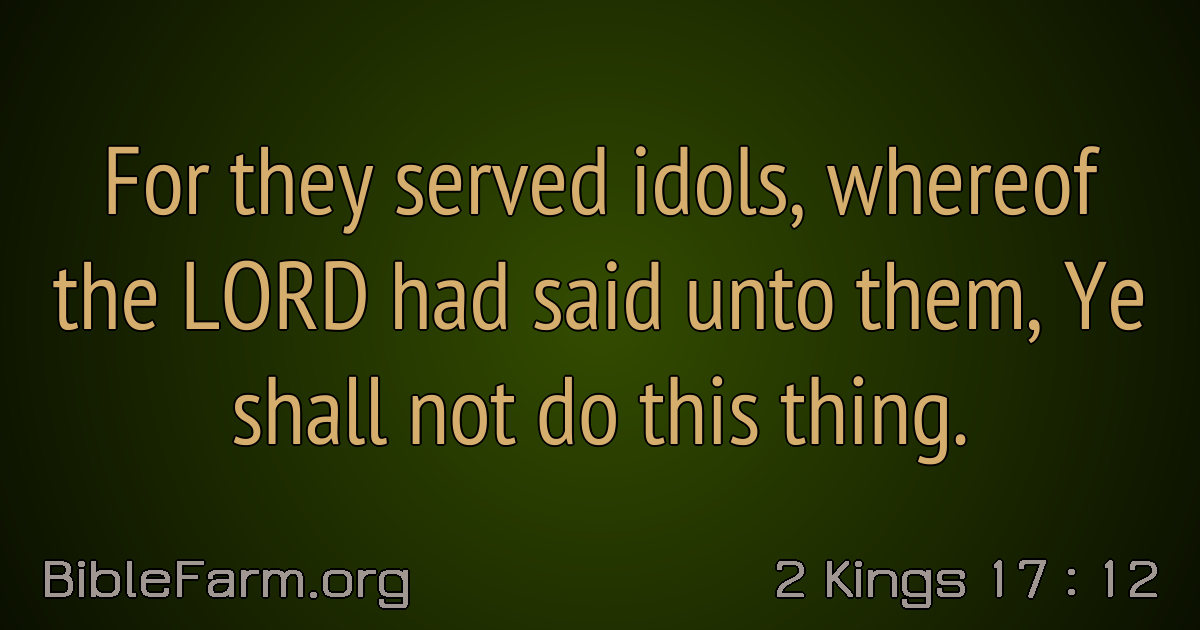 For they served idols, whereof
the LORD had said unto them, Ye
shall not do this thing.
BibleFarm.org
2 Kings 17 : 12